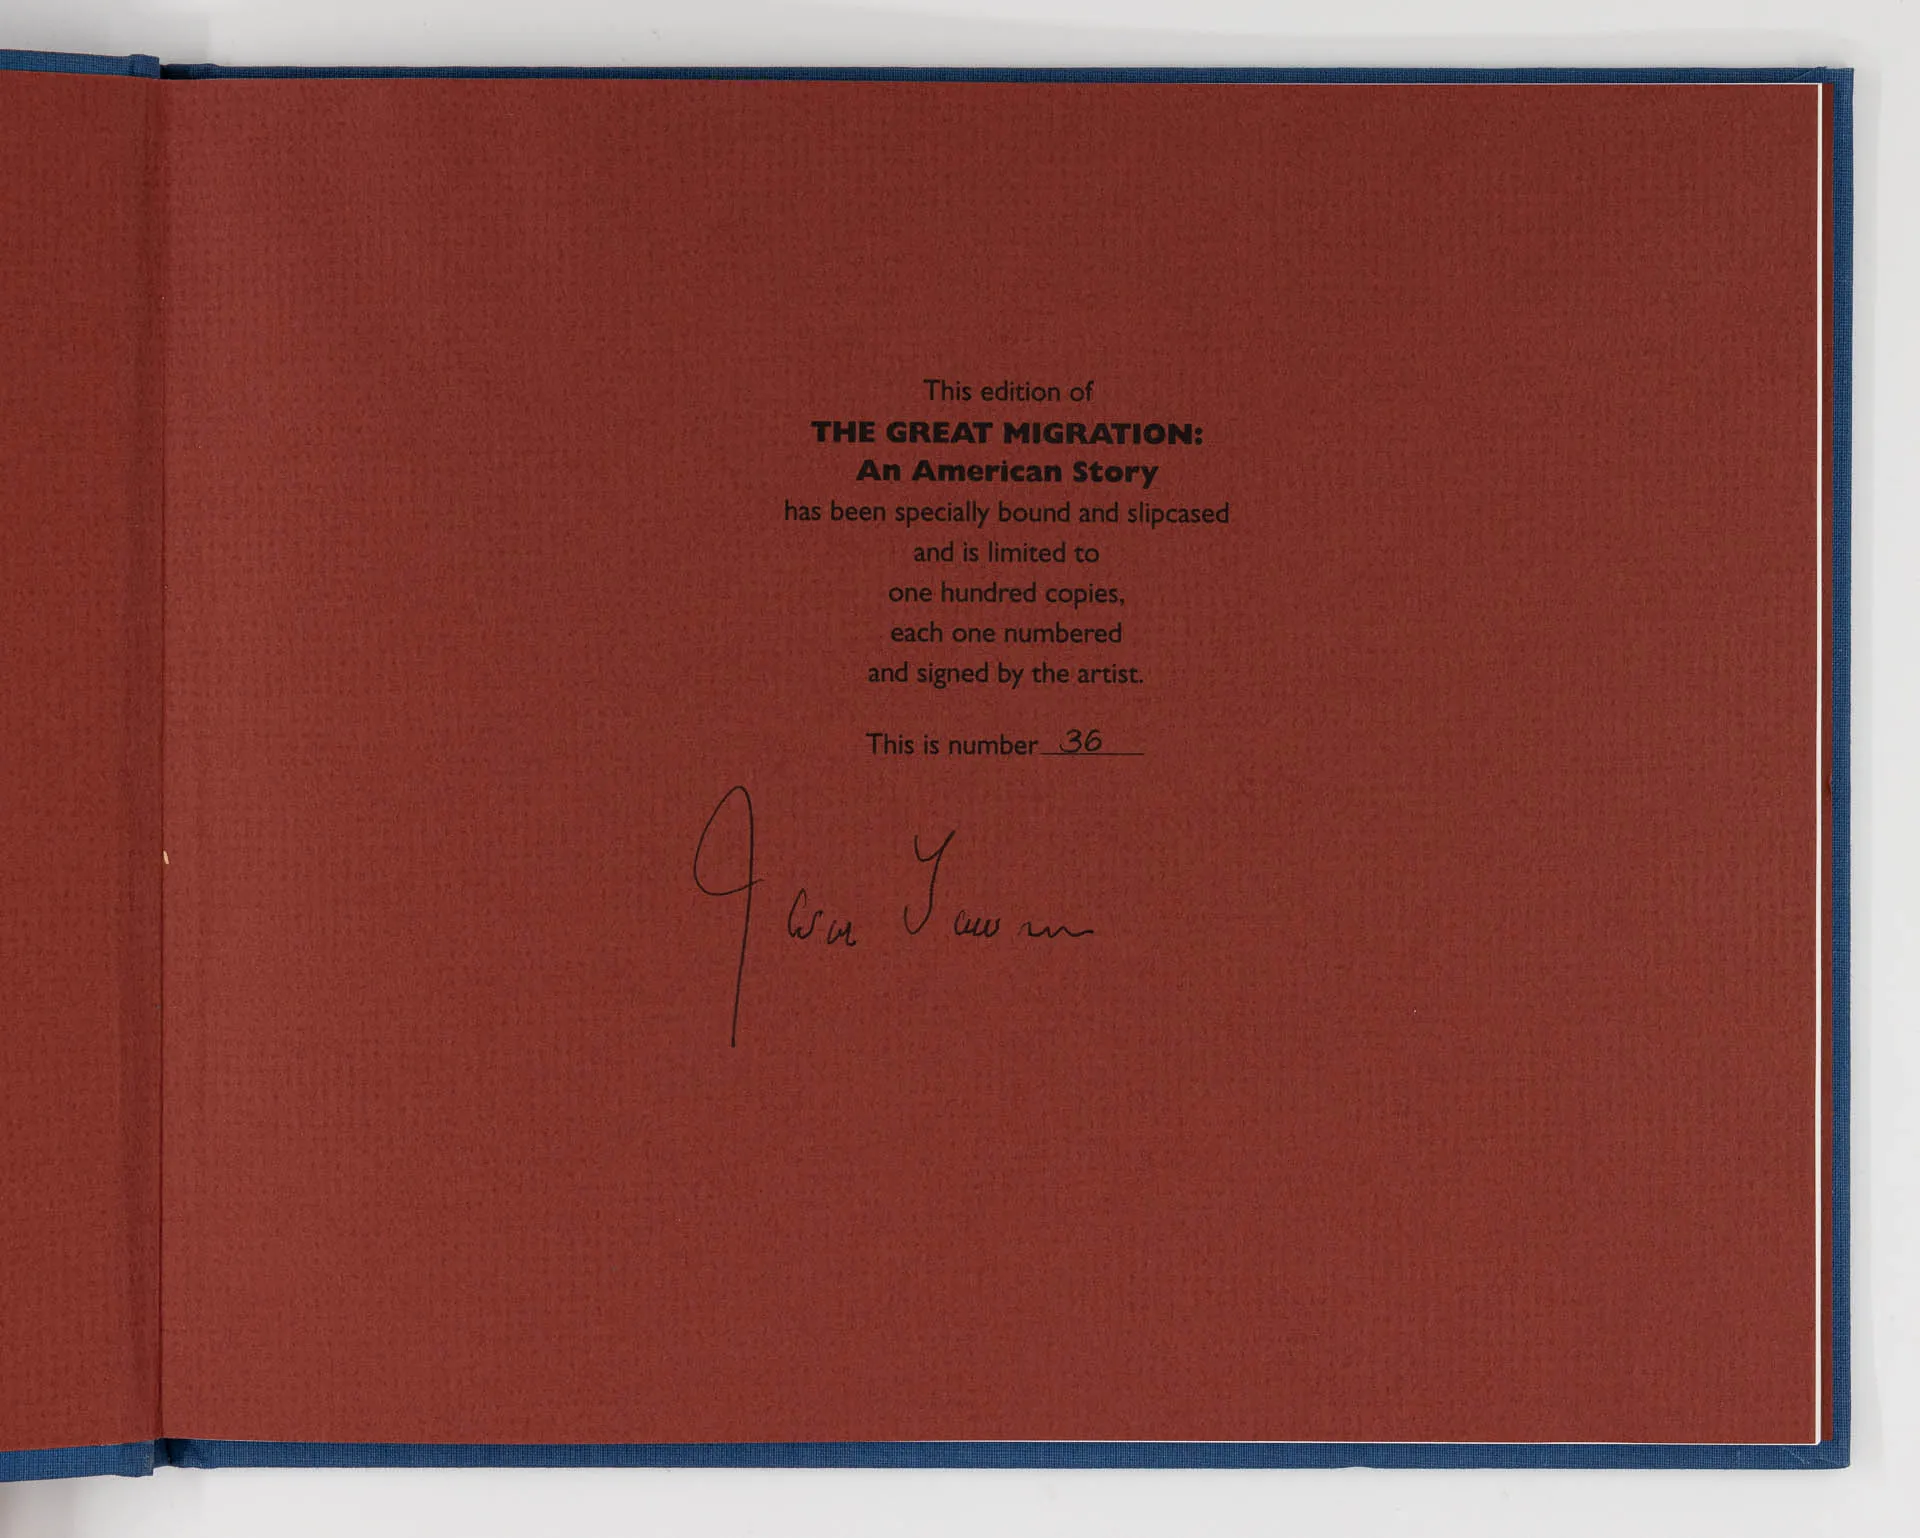 This edition of
THE GREAT MIGRATION:
An American Story
has been specially bound and slipcased
and is limited to
one hundred copies,
each one numbered
and signed by the artist.
This is number 36